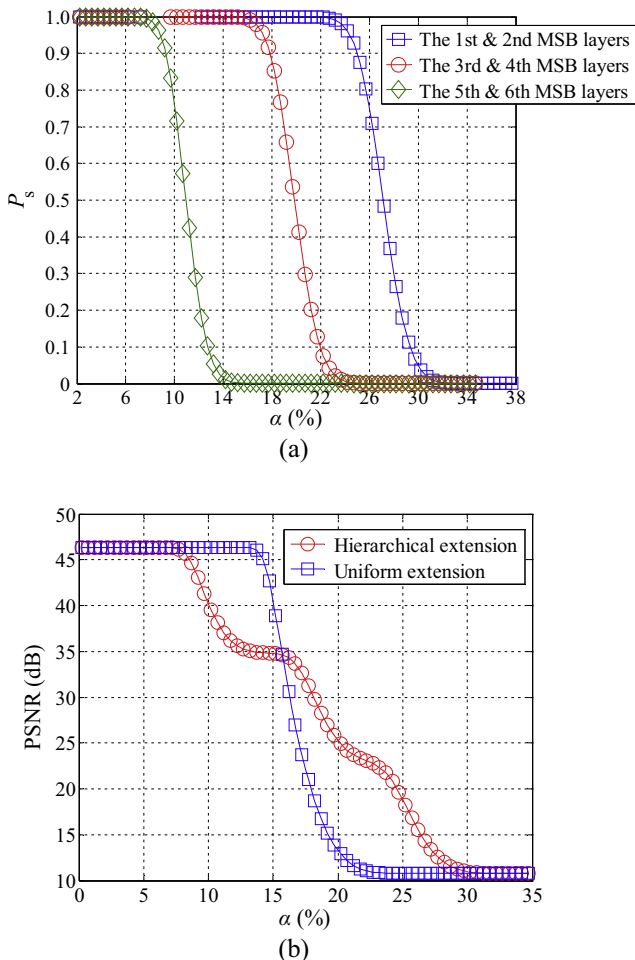 1.0
0.9
0.8
0.7
0.6
0.5
0.4
0.3
0.2
0.1
0
Pₛ
The 1st & 2nd MSB layers
The 3rd & 4th MSB layers
The 5th & 6th MSB layers
2 6 10 14 18 22 26 30 34 38
α (%)
(a)
50
45
40
35
30
25
20
15
10
PSNR (dB)
Hierarchical extension
Uniform extension
0 5 10 15 20 25 30 35
α (%)
(b)